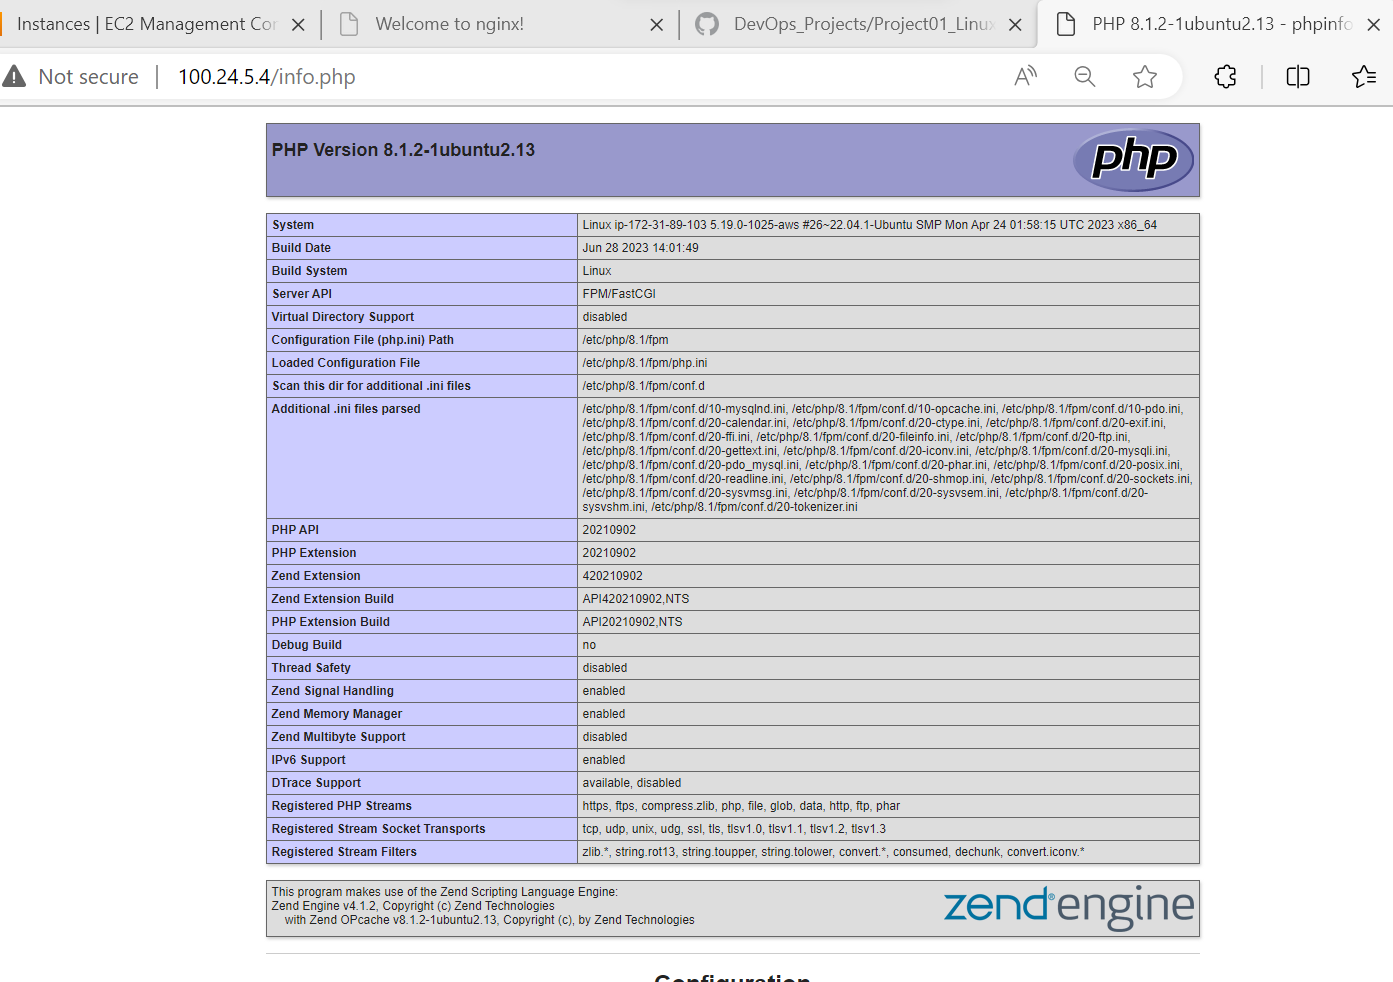 Instances | EC2 Management Con
Welcome to nginx!
DevOps_Projects/Project01_Linux
PHP 8.1.2-1ubuntu2.13 - phpinfo
Not secure
100.24.5.4/info.php
PHP Version 8.1.2-1ubuntu2.13
php
System Linux ip-172-31-89-103 5.19.0-1025-aws #26~22.04.1-Ubuntu SMP Mon Apr 24 01:58:15 UTC 2023 x86_64
Build Date Jun 28 2023 14:01:49
Build System Linux
Server API FPM/FastCGI
Virtual Directory Support disabled
Configuration File (php.ini) Path /etc/php/8.1/fpm
Loaded Configuration File /etc/php/8.1/fpm/php.ini
Scan this dir for additional .ini files /etc/php/8.1/fpm/conf.d
Additional .ini files parsed /etc/php/8.1/fpm/conf.d/10-mysqlnd.ini, /etc/php/8.1/fpm/conf.d/10-opcache.ini, /etc/php/8.1/fpm/conf.d/10-pdo.ini,
/etc/php/8.1/fpm/conf.d/20-calendar.ini, /etc/php/8.1/fpm/conf.d/20-ctype.ini, /etc/php/8.1/fpm/conf.d/20-exif.ini,
/etc/php/8.1/fpm/conf.d/20-ffi.ini, /etc/php/8.1/fpm/conf.d/20-fileinfo.ini, /etc/php/8.1/fpm/conf.d/20-ftp.ini,
/etc/php/8.1/fpm/conf.d/20-gettext.ini, /etc/php/8.1/fpm/conf.d/20-iconv.ini, /etc/php/8.1/fpm/conf.d/20-mysqli.ini,
/etc/php/8.1/fpm/conf.d/20-pdo_mysql.ini, /etc/php/8.1/fpm/conf.d/20-phar.ini, /etc/php/8.1/fpm/conf.d/20-posix.ini,
/etc/php/8.1/fpm/conf.d/20-readline.ini, /etc/php/8.1/fpm/conf.d/20-shmop.ini, /etc/php/8.1/fpm/conf.d/20-sockets.ini,
/etc/php/8.1/fpm/conf.d/20-sysvmsg.ini, /etc/php/8.1/fpm/conf.d/20-sysvsem.ini, /etc/php/8.1/fpm/conf.d/20-
sysvshm.ini, /etc/php/8.1/fpm/conf.d/20-tokenizer.ini
PHP API 20210902
PHP Extension 20210902
Zend Extension 420210902
Zend Extension Build API420210902,NTS
PHP Extension Build API20210902,NTS
Debug Build no
Thread Safety disabled
Zend Signal Handling enabled
Zend Memory Manager enabled
Zend Multibyte Support disabled
IPv6 Support enabled
DTrace Support available, disabled
Registered PHP Streams https, ftps, compress.zlib, php, file, glob, data, http, ftp, phar
Registered Stream Socket Transports tcp, udp, unix, udg, ssl, tls, tlsv1.0, tlsv1.1, tlsv1.2, tlsv1.3
Registered Stream Filters zlib.*, string.rot13, string.toupper, string.tolower, convert.*, consumed, dechunk, convert.iconv.*
This program makes use of the Zend Scripting Language Engine:
Zend Engine v4.1.2, Copyright (c) Zend Technologies
with Zend OPcache v8.1.2-1ubuntu2.13, Copyright (c), by Zend Technologies
zend® engine
Configuration